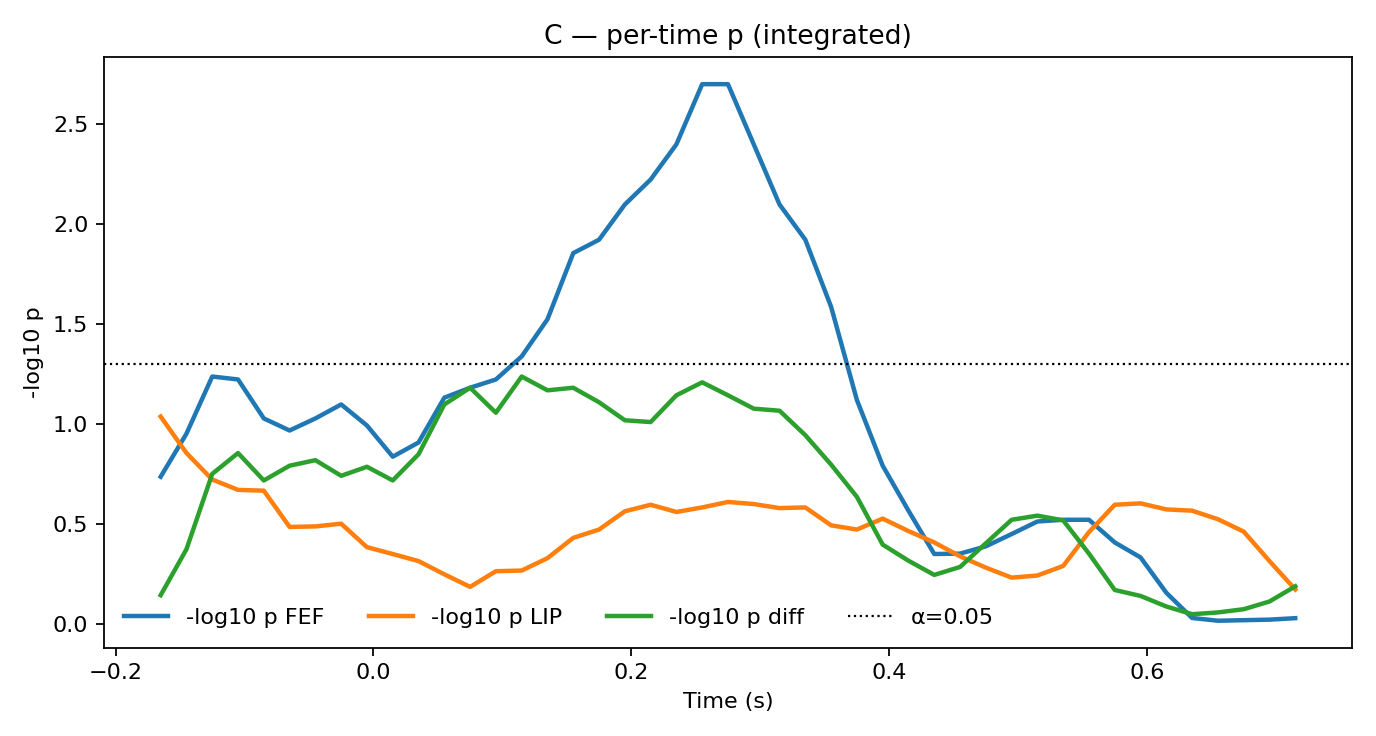 C — per-time p (integrated)
-log10 p
2.5
2.0
1.5
1.0
0.5
0.0
-log10 p FEF -log10 p LIP -log10 p diff α=0.05
−0.2 0.0 0.2 0.4 0.6
Time (s)